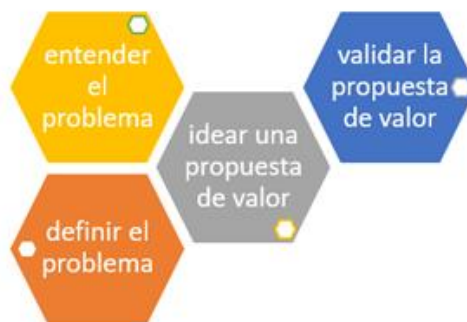 entender
el
problema
definir el
problema
idear una
propuesta
de valor
validar la
propuesta
de valor